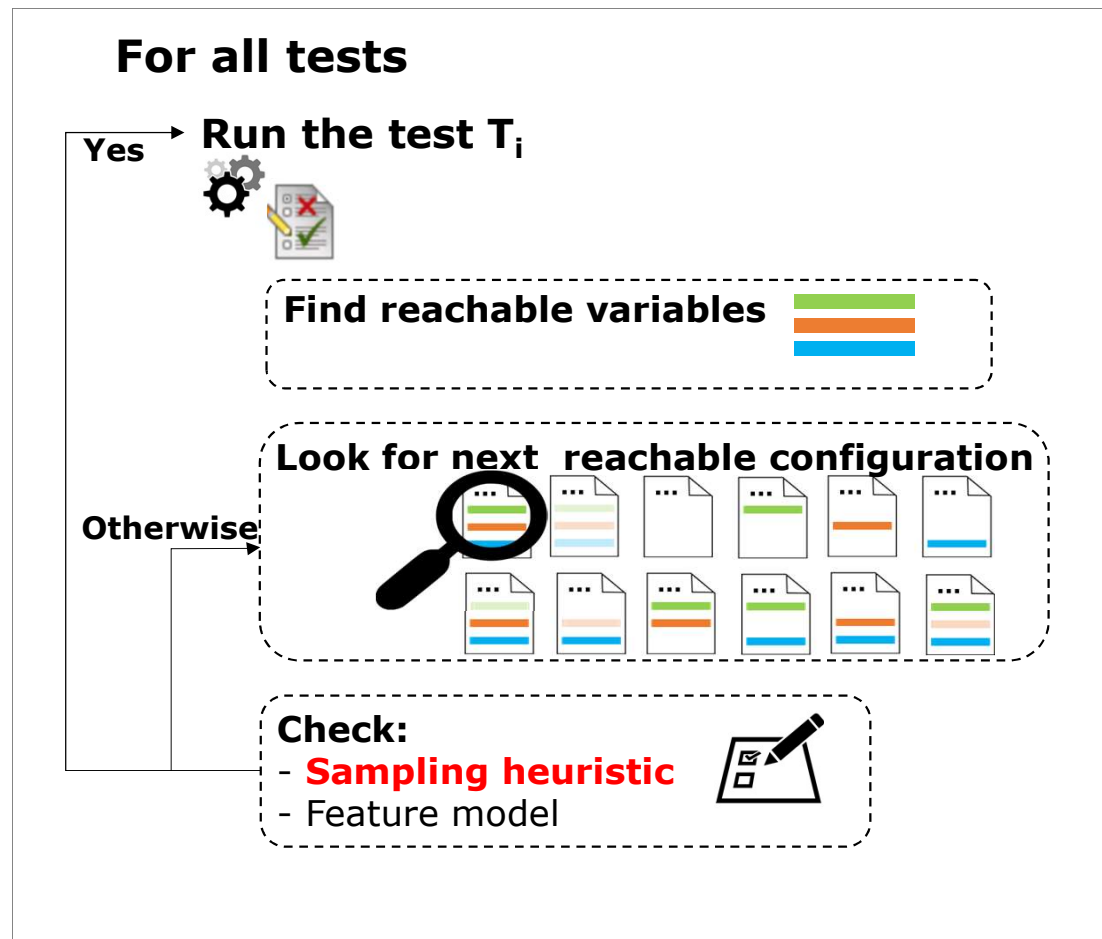 For all tests
Yes
Run the test Ti
Find reachable variables
Look for next  reachable configuration
Otherwise
Check:
- Sampling heuristic
- Feature model